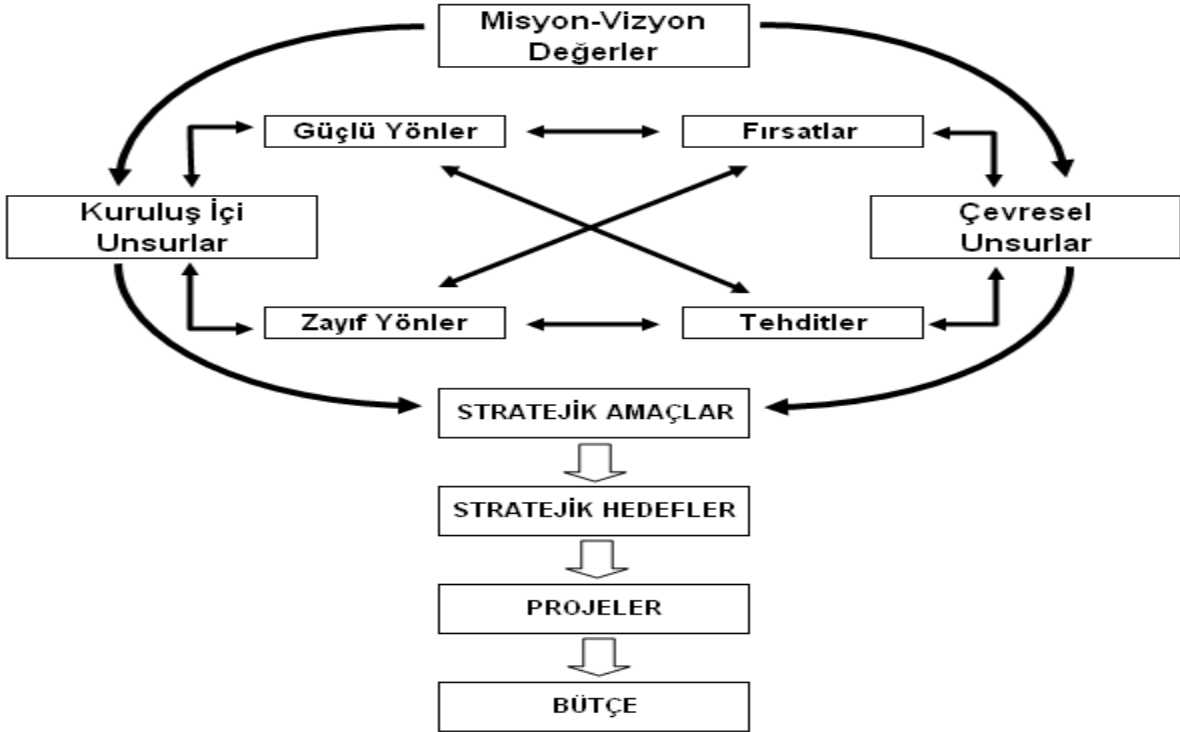 Misyon-Vizyon
Değerler
Güçlü Yönler
Fırsatlar
Kuruluş İçi
Unsurlar
Çevresel
Unsurlar
Zayıf Yönler
Tehditler
STRATEJİK AMAÇLAR
STRATEJİK HEDEFLER
PROJELER
BÜTÇE